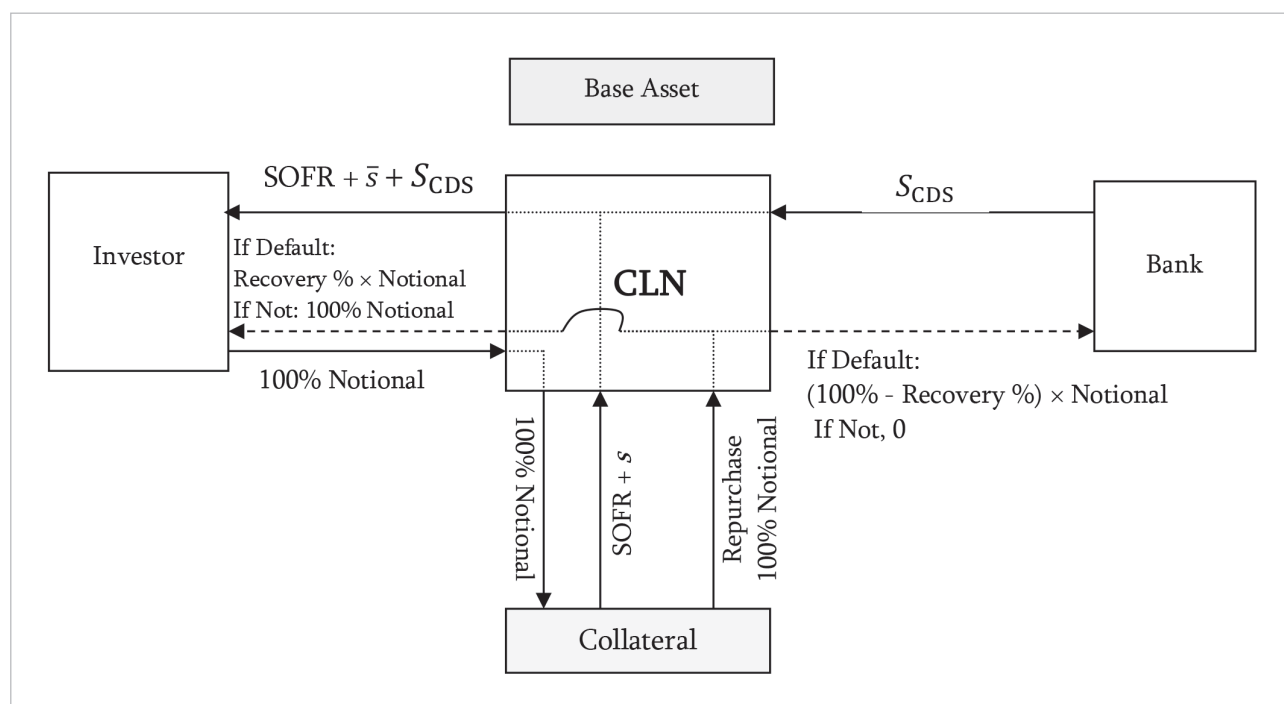 Base Asset
SOFR + s̄ + S_CDS
S_CDS
Investor
If Default:
Recovery % × Notional
If Not: 100% Notional
CLN
Bank
100% Notional
If Default:
(100% - Recovery %) × Notional
If Not, 0
100% Notional
SOFR + s
Repurchase
100% Notional
Collateral